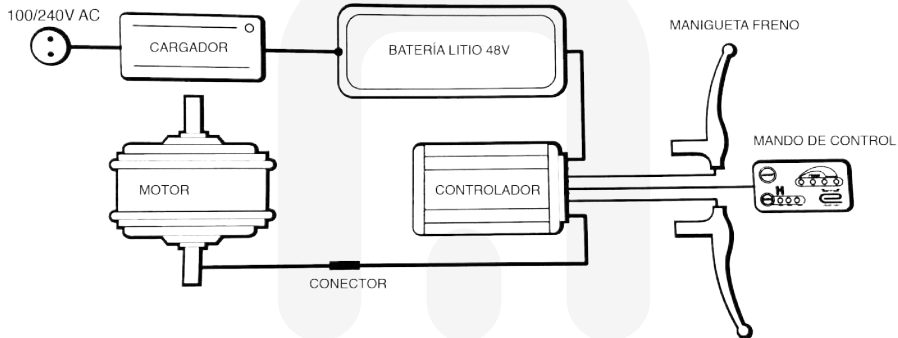 100/240V AC
CARGADOR
BATERÍA LITIO 48V
MANIGUETA FRENO
MANDO DE CONTROL
MOTOR
CONTROLADOR
CONECTOR